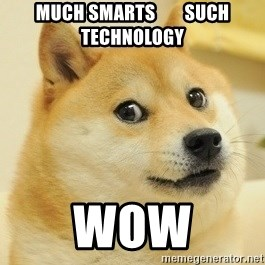 MUCH SMARTS SUCH
TECHNOLOGY
WOW
memegenerator.net